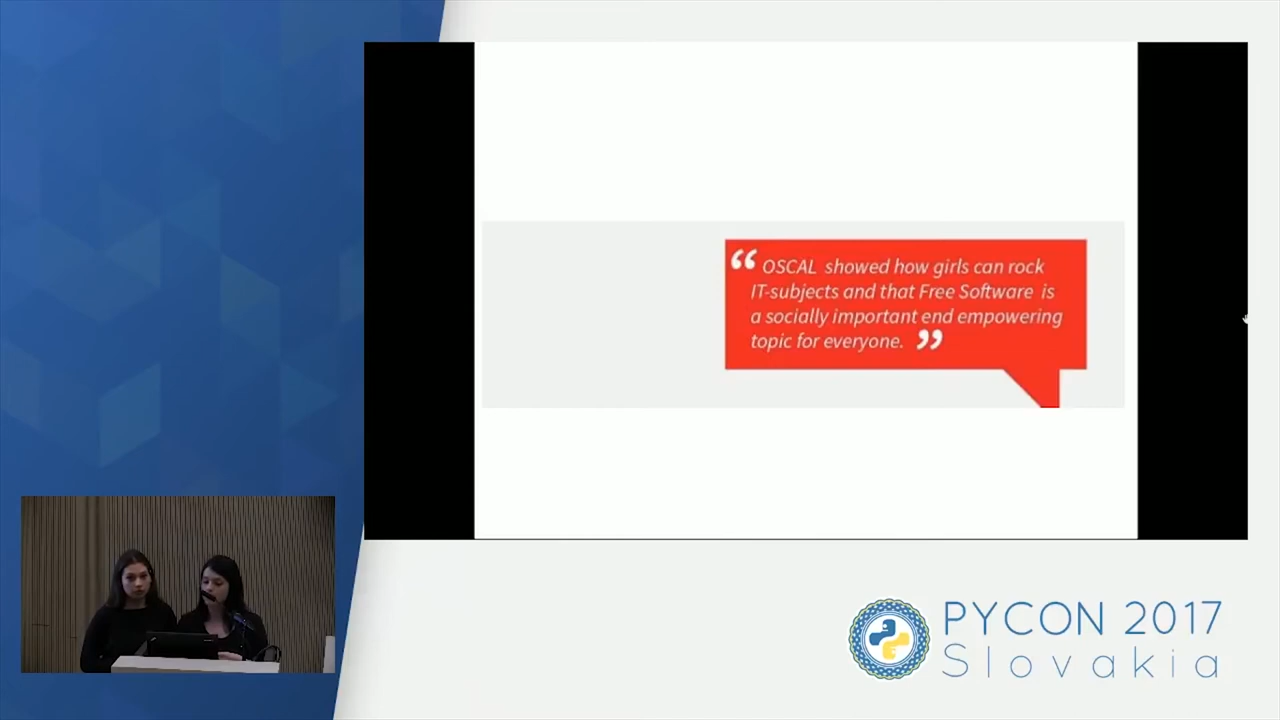 “ OSCAL showed how girls can rock
IT-subjects and that Free Software is
a socially important end empowering
topic for everyone. ”
PYCON 2017
Slovakia